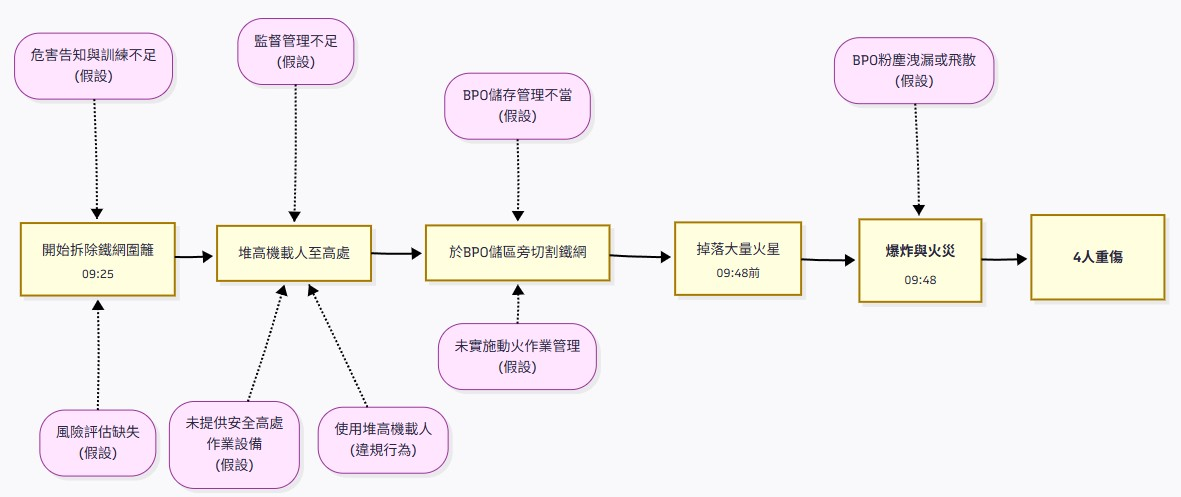 危害告知與訓練不足
(假設)
監督管理不足
(假設)
BPO儲存管理不當
(假設)
BPO粉塵洩漏或飛散
(假設)
開始拆除鐵網圍籬
09:25
堆高機載人至高處
於BPO儲區旁切割鐵網
掉落大量火星
09:48前
爆炸與火災
09:48
4人重傷
風險評估缺失
(假設)
未提供安全高處
作業設備
(假設)
使用堆高機載人
(違規行為)
未實施動火作業管理
(假設)